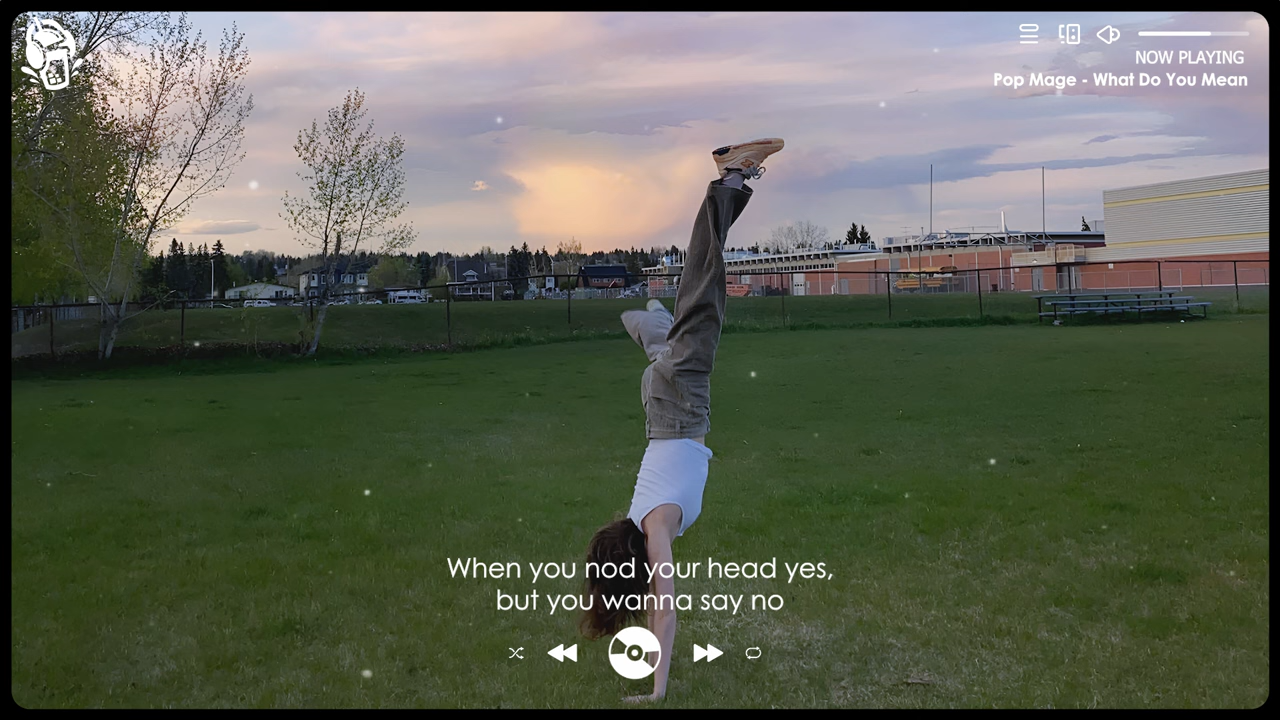 NOW PLAYING
Pop Mage - What Do You Mean
When you nod your head yes,
but you wanna say no